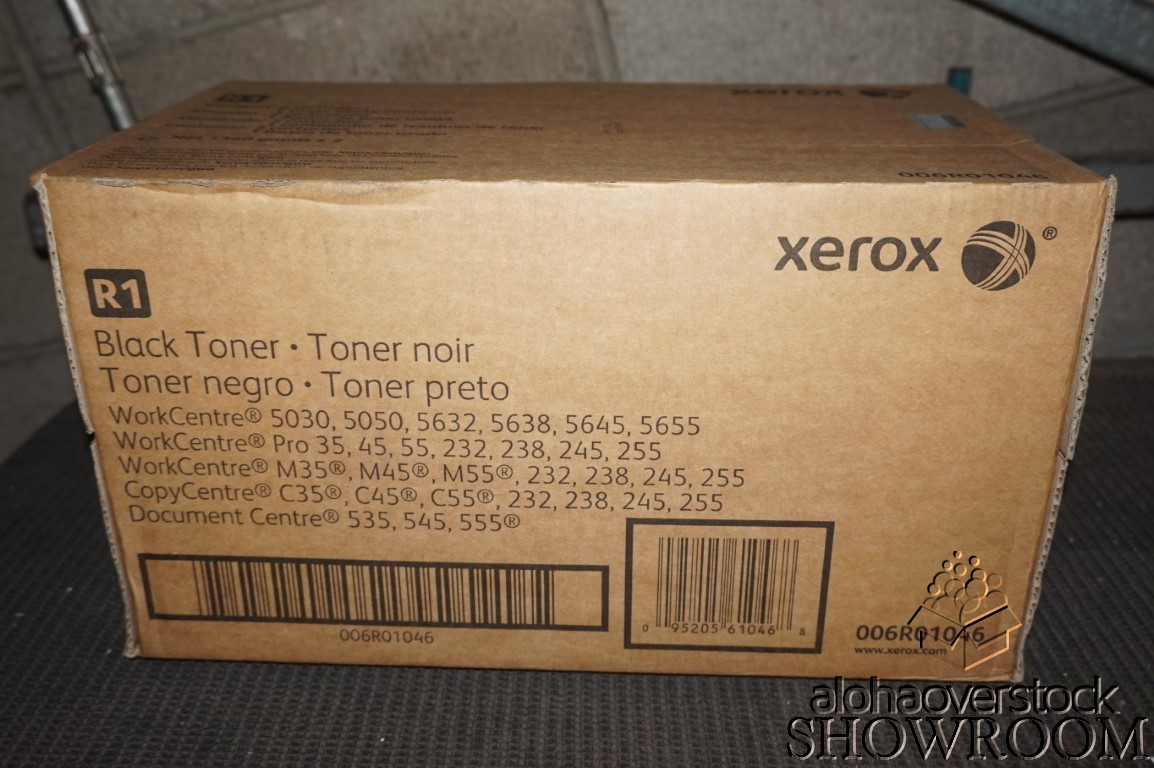 R1
xerox
006R01046
xerox ®
R1
Black Toner • Toner noir
Toner negro • Toner preto
WorkCentre® 5030, 5050, 5632, 5638, 5645, 5655
WorkCentre® Pro 35, 45, 55, 232, 238, 245, 255
WorkCentre® M35®, M45®, M55®, 232, 238, 245, 255
CopyCentre® C35®, C45®, C55®, 232, 238, 245, 255
Document Centre® 535, 545, 555®
006R01046
0 95205 61046 8
006R01046
www.xerox.com
alohaoverstock
SHOWROOM